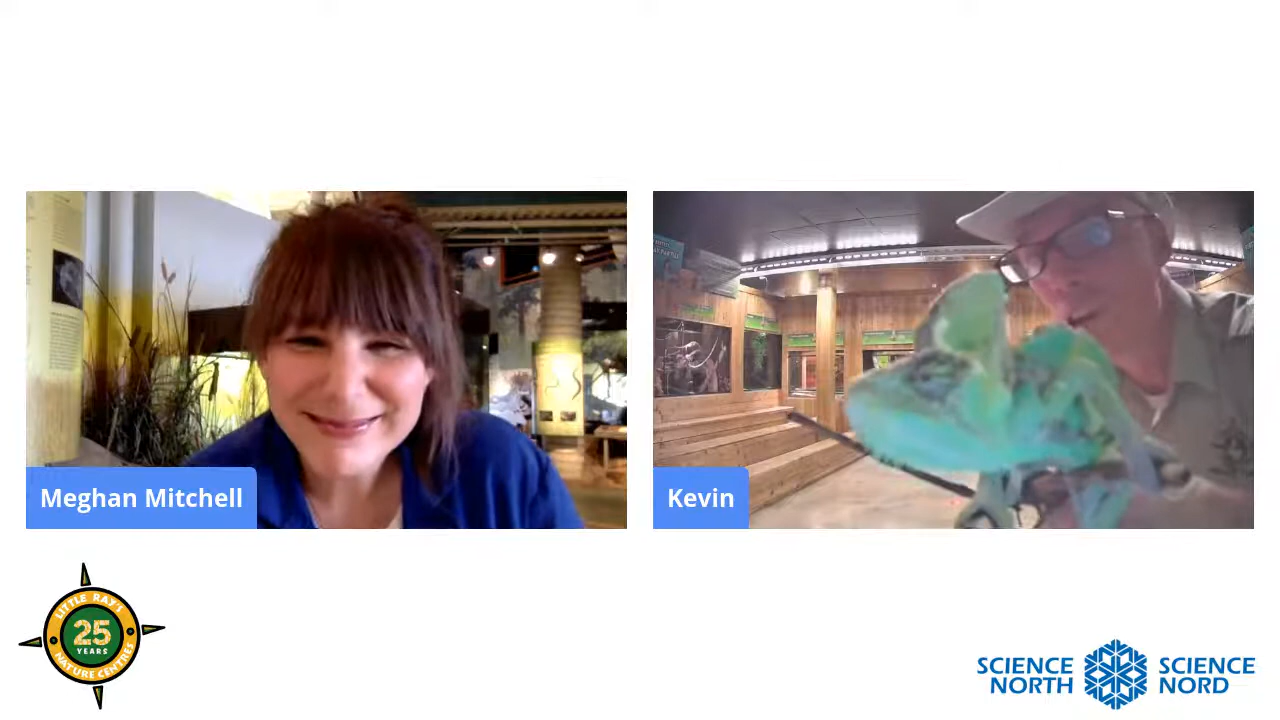 Meghan Mitchell
Kevin
LITTLE RAY'S
25
YEARS
NATURE CENTRES
SCIENCE NORTH
SCIENCE NORD